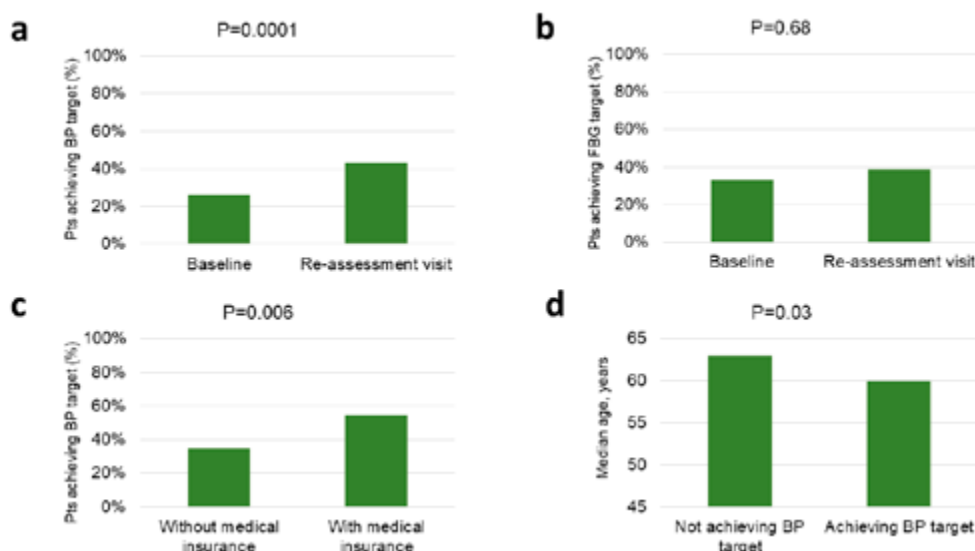 a
P=0.0001
Pts achieving BP target (%)
100%
80%
60%
40%
20%
0%
Baseline
Re-assessment visit
b
P=0.68
Pts achieving FBG target (%)
100%
80%
60%
40%
20%
0%
Baseline
Re-assessment visit
c
P=0.006
Pts achieving BP target (%)
100%
80%
60%
40%
20%
0%
Without medical
insurance
With medical
insurance
d
P=0.03
Median age, years
65
60
55
50
45
Not achieving BP
target
Achieving BP target